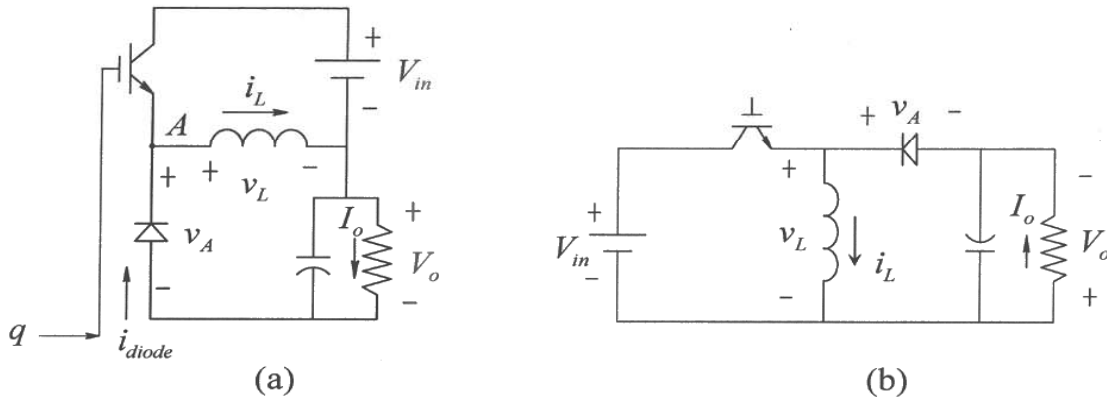 +
V_in
−
i_L
A
+ −
v_L
+
v_A
−
I_o
+
V_o
−
q
i_diode
(a)
+ v_A −
+
V_in
−
+
v_L
−
i_L
−
I_o
V_o
+
(b)